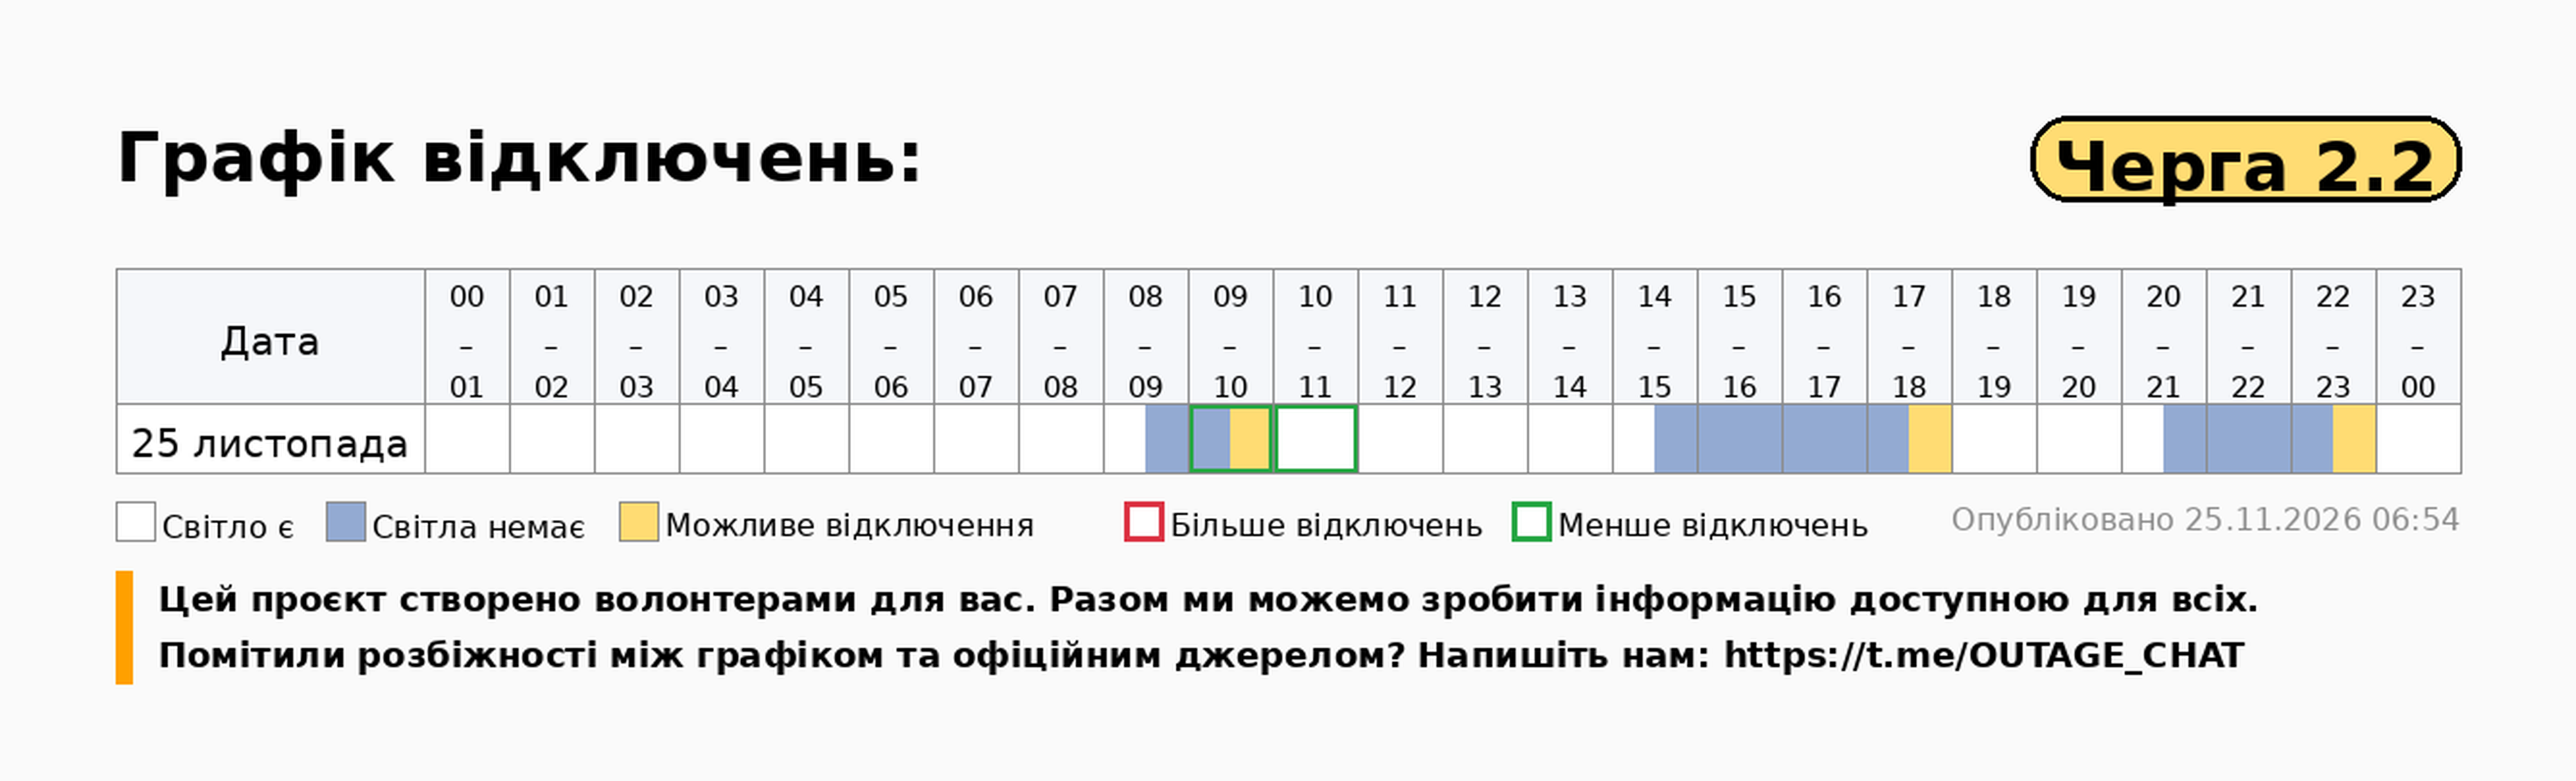 Графік відключень:
Черга 2.2
Дата
00 – 01
01 – 02
02 – 03
03 – 04
04 – 05
05 – 06
06 – 07
07 – 08
08 – 09
09 – 10
10 – 11
11 – 12
12 – 13
13 – 14
14 – 15
15 – 16
16 – 17
17 – 18
18 – 19
19 – 20
20 – 21
21 – 22
22 – 23
23 – 00
25 листопада
Світло є
Світла немає
Можливе відключення
Більше відключень
Менше відключень
Опубліковано 25.11.2026 06:54
Цей проєкт створено волонтерами для вас. Разом ми можемо зробити інформацію доступною для всіх.
Помітили розбіжності між графіком та офіційним джерелом? Напишіть нам: https://t.me/OUTAGE_CHAT